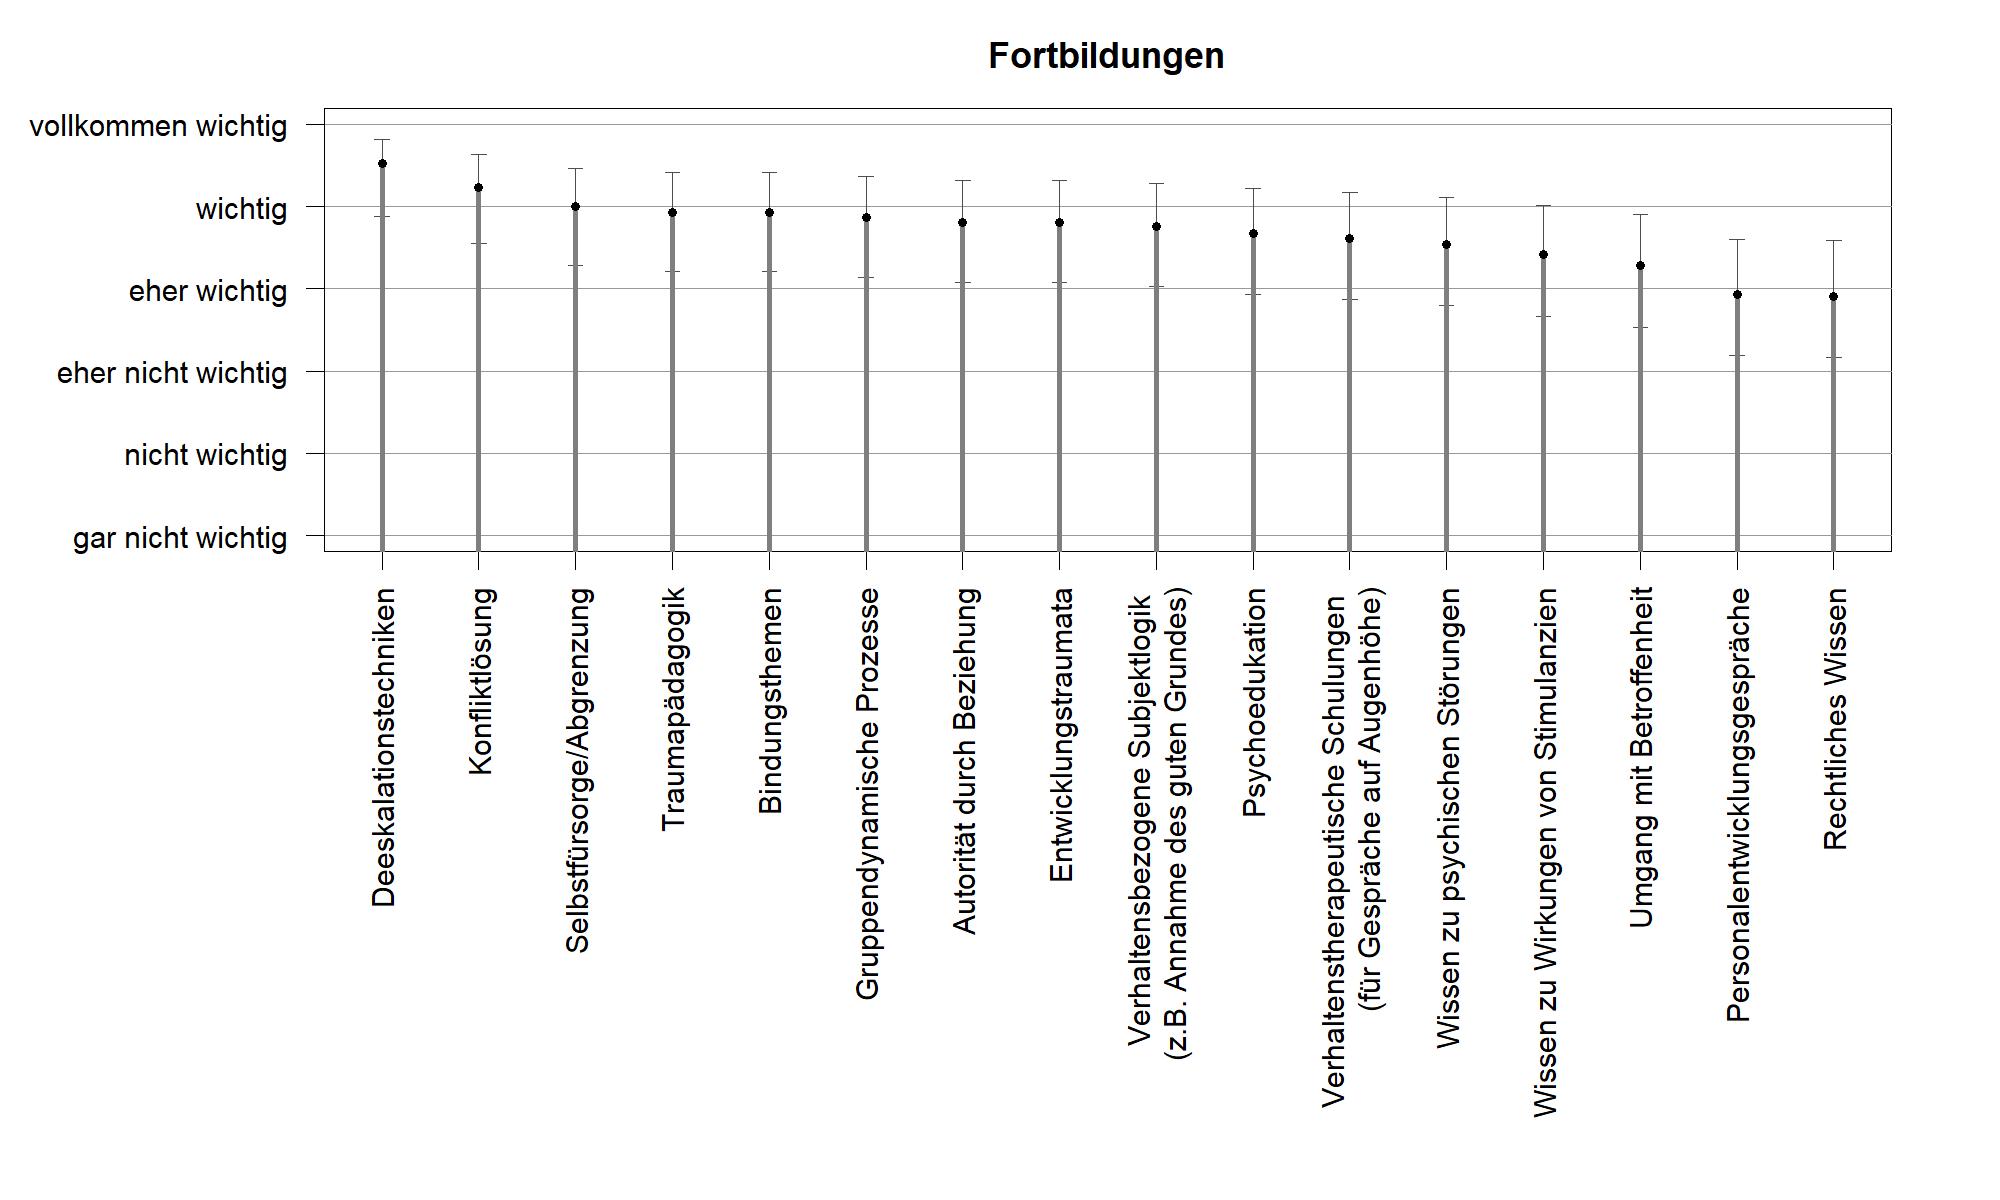 Fortbildungen
vollkommen wichtig
wichtig
eher wichtig
eher nicht wichtig
nicht wichtig
gar nicht wichtig
Deeskalationstechniken
Konfliktlösung
Selbstfürsorge/Abgrenzung
Traumapädagogik
Bindungsthemen
Gruppendynamische Prozesse
Autorität durch Beziehung
Entwicklungstraumata
Verhaltensbezogene Subjektlogik
(z.B. Annahme des guten Grundes)
Psychoedukation
Verhaltenstherapeutische Schulungen
(für Gespräche auf Augenhöhe)
Wissen zu psychischen Störungen
Wissen zu Wirkungen von Stimulanzien
Umgang mit Betroffenheit
Personalentwicklungsgespräche
Rechtliches Wissen